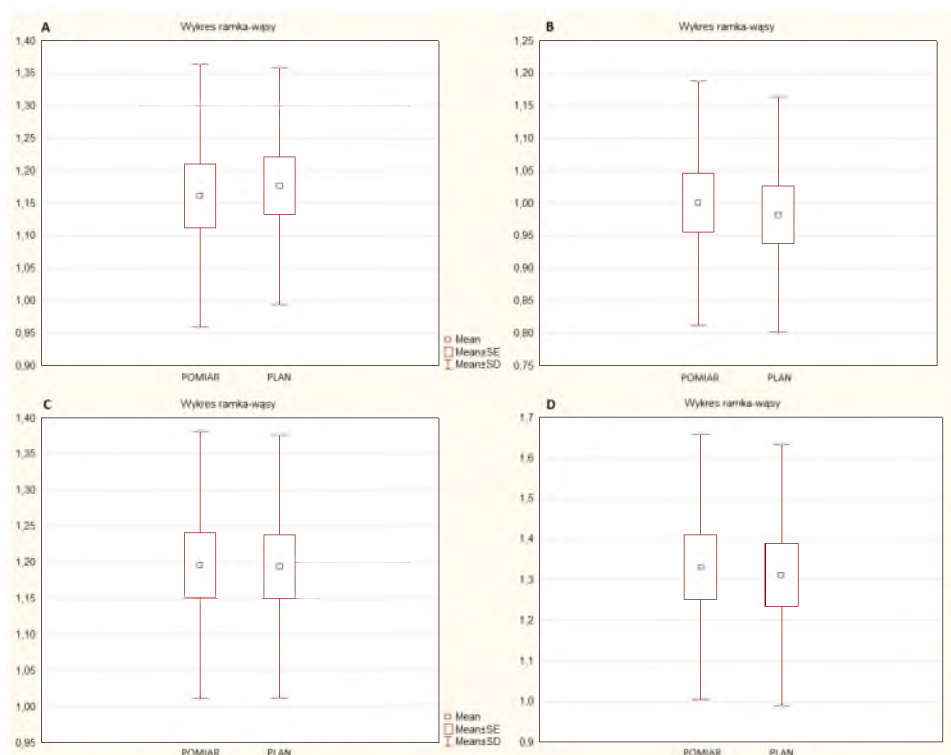 A
Wykres ramka-wąsy
1,40
1,35
1,30
1,25
1,20
1,15
1,10
1,05
1,00
0,95
0,90
POMIAR PLAN
Mean
Mean±SE
Mean±SD
B
Wykres ramka-wąsy
1,25
1,20
1,15
1,10
1,05
1,00
0,95
0,90
0,85
0,80
0,75
POMIAR PLAN
C
Wykres ramka-wąsy
1,40
1,35
1,30
1,25
1,20
1,15
1,10
1,05
1,00
0,95
POMIAR PLAN
Mean
Mean±SE
Mean±SD
D
Wykres ramka-wąsy
1,7
1,6
1,5
1,4
1,3
1,2
1,1
1,0
0,9
POMIAR PLAN